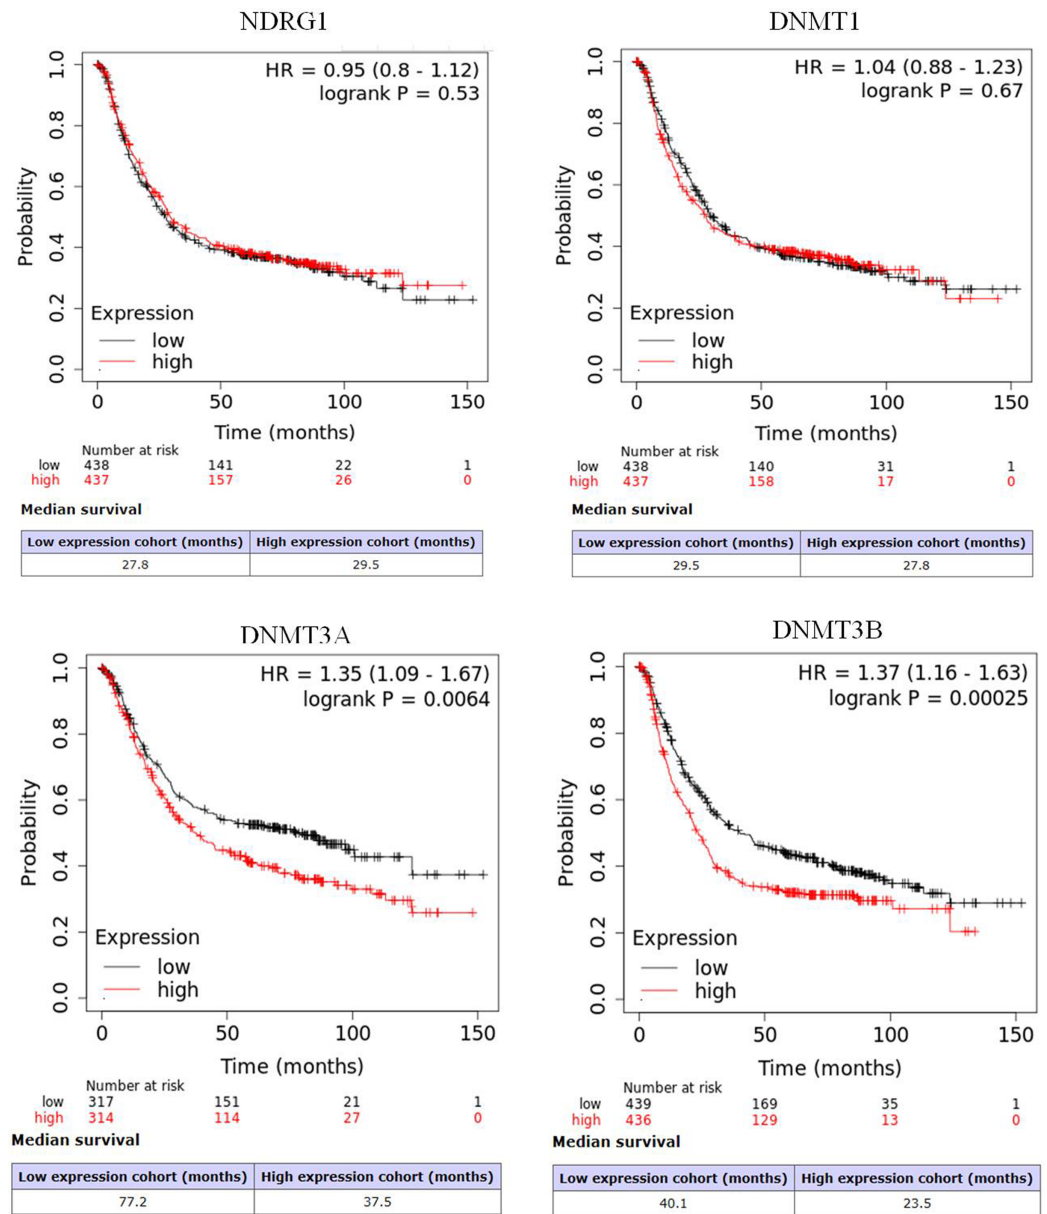 NDRG1
HR = 0.95 (0.8 - 1.12)
logrank P = 0.53
Probability
1.0
0.8
0.6
0.4
0.2
0.0
Expression
low
high
0 50 100 150
Time (months)
Number at risk
low 438 141 22 1
high 437 157 26 0
Median survival
Low expression cohort (months) High expression cohort (months)
27.8 29.5
DNMT1
HR = 1.04 (0.88 - 1.23)
logrank P = 0.67
Probability
1.0
0.8
0.6
0.4
0.2
0.0
Expression
low
high
0 50 100 150
Time (months)
Number at risk
low 438 140 31 1
high 437 158 17 0
Median survival
Low expression cohort (months) High expression cohort (months)
29.5 27.8
DNMT3A
HR = 1.35 (1.09 - 1.67)
logrank P = 0.0064
Probability
1.0
0.8
0.6
0.4
0.2
0.0
Expression
low
high
0 50 100 150
Time (months)
Number at risk
low 317 151 21 1
high 314 114 27 0
Median survival
Low expression cohort (months) High expression cohort (months)
77.2 37.5
DNMT3B
HR = 1.37 (1.16 - 1.63)
logrank P = 0.00025
Probability
1.0
0.8
0.6
0.4
0.2
0.0
Expression
low
high
0 50 100 150
Time (months)
Number at risk
low 439 169 35 1
high 436 129 13 0
Median survival
Low expression cohort (months) High expression cohort (months)
40.1 23.5